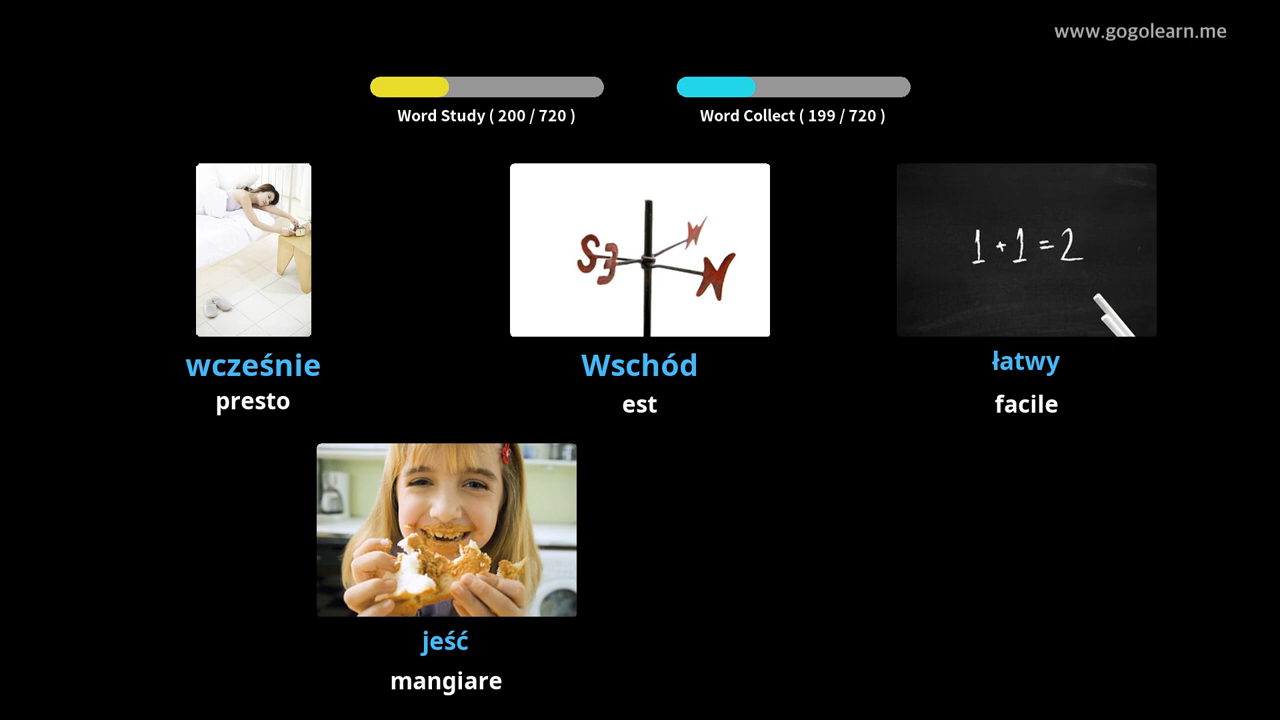 www.gogolearn.me
Word Study ( 200 / 720 )
Word Collect ( 199 / 720 )
1 + 1 = 2
wcześnie
presto
Wschód
est
łatwy
facile
jeść
mangiare